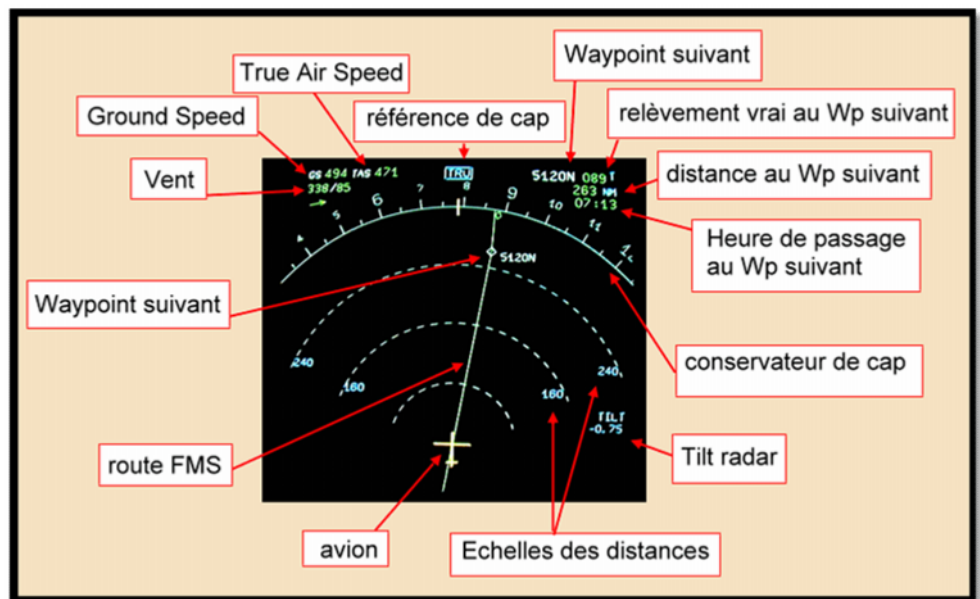 Waypoint suivant
True Air Speed
relèvement vrai au Wp suivant
Ground Speed
référence de cap
Vent
distance au Wp suivant
GS 494 TAS 471
338/85
TRU
5120N 089 T
263 NM
07:13
4 5 6 7 8 9 10 11
Heure de passage
au Wp suivant
5120N
Waypoint suivant
conservateur de cap
240
160
160
240
TILT
-0.75
Tilt radar
route FMS
avion
Echelles des distances